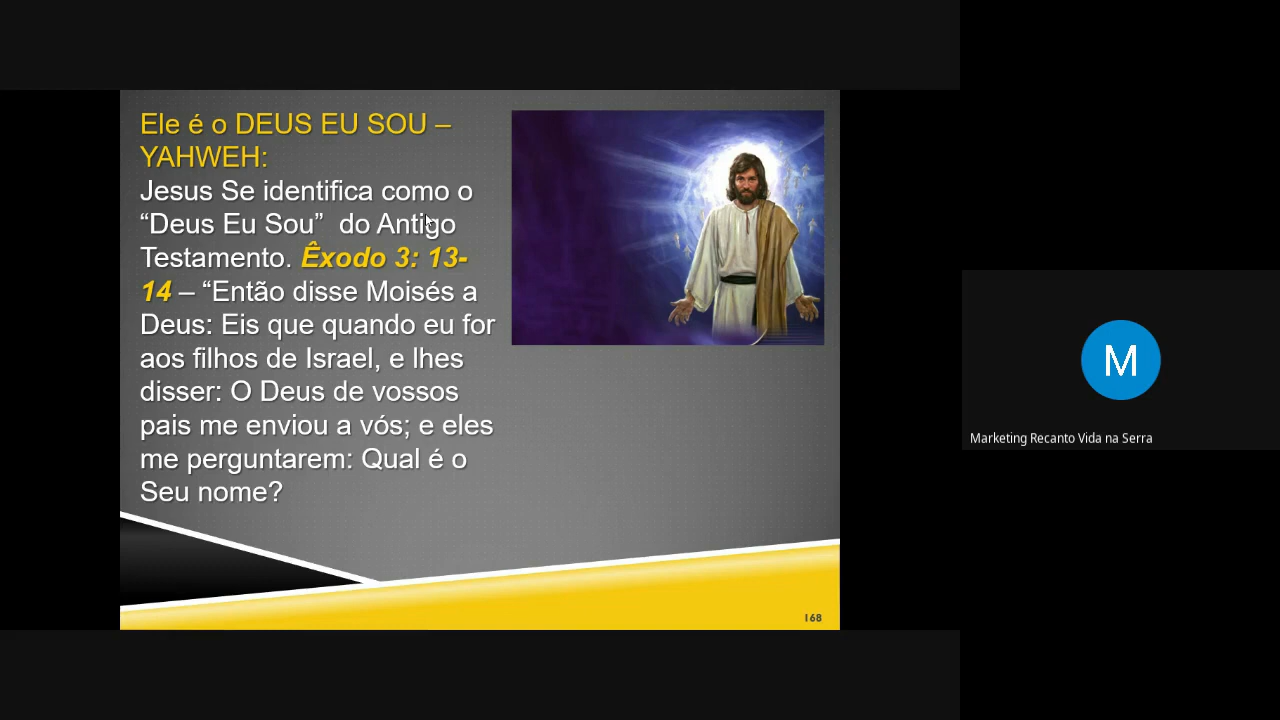 Ele é o DEUS EU SOU –
YAHWEH:
Jesus Se identifica como o
“Deus Eu Sou”  do Antigo
Testamento. Êxodo 3: 13-
14 – “Então disse Moisés a
Deus: Eis que quando eu for
aos filhos de Israel, e lhes
disser: O Deus de vossos
pais me enviou a vós; e eles
me perguntarem: Qual é o
Seu nome?
168
M
Marketing Recanto Vida na Serra